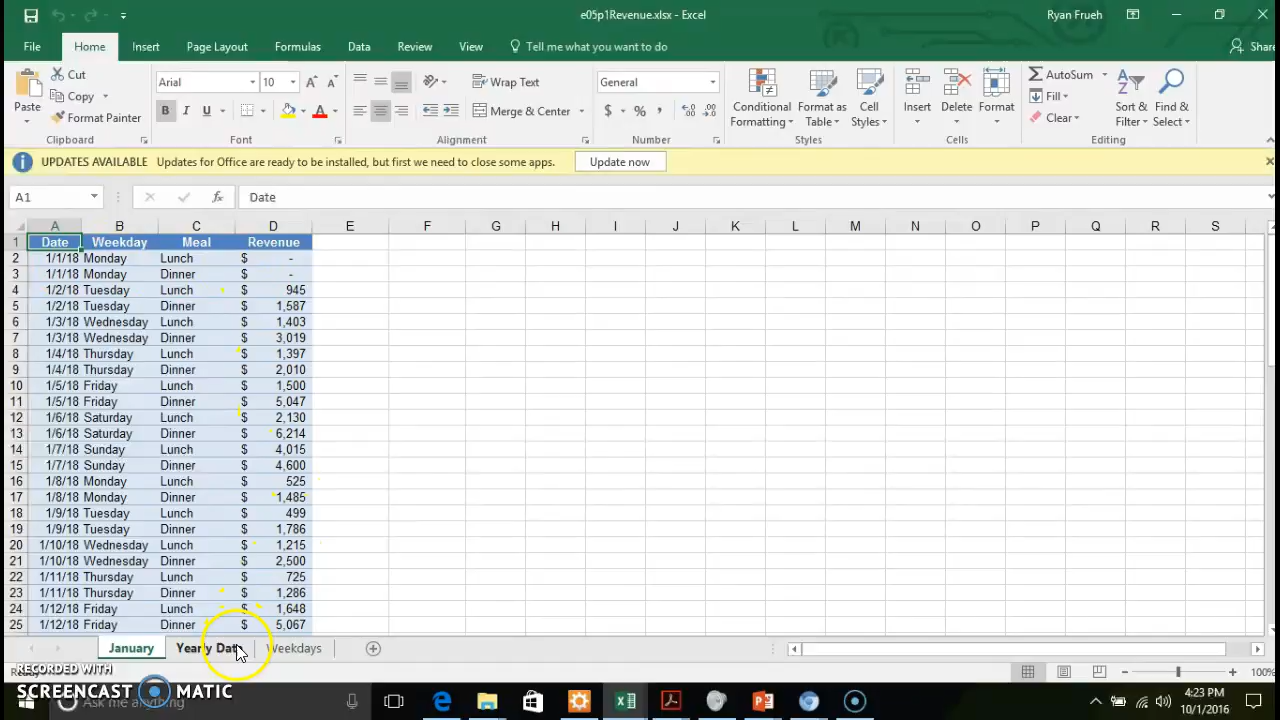 e05p1Revenue.xlsx - Excel
Ryan Frueh
File Home Insert Page Layout Formulas Data Review View Tell me what you want to do Share
Paste Cut Copy Format Painter Clipboard
Arial 10 A A B I U A Font
Wrap Text Merge & Center Alignment
General $ % , Number
Conditional Formatting Format as Table Cell Styles Styles
Insert Delete Format Cells
AutoSum Fill Clear Sort & Filter Find & Select Editing
UPDATES AVAILABLE Updates for Office are ready to be installed, but first we need to close some apps. Update now
A1 fx Date
A B C D E F G H I J K L M N O P Q R S
1 Date Weekday Meal Revenue
2 1/1/18 Monday Lunch $ -
3 1/1/18 Monday Dinner $ -
4 1/2/18 Tuesday Lunch $ 945
5 1/2/18 Tuesday Dinner $ 1,587
6 1/3/18 Wednesday Lunch $ 1,403
7 1/3/18 Wednesday Dinner $ 3,019
8 1/4/18 Thursday Lunch $ 1,397
9 1/4/18 Thursday Dinner $ 2,010
10 1/5/18 Friday Lunch $ 1,500
11 1/5/18 Friday Dinner $ 5,047
12 1/6/18 Saturday Lunch $ 2,130
13 1/6/18 Saturday Dinner $ 6,214
14 1/7/18 Sunday Lunch $ 4,015
15 1/7/18 Sunday Dinner $ 4,600
16 1/8/18 Monday Lunch $ 525
17 1/8/18 Monday Dinner $ 1,485
18 1/9/18 Tuesday Lunch $ 499
19 1/9/18 Tuesday Dinner $ 1,786
20 1/10/18 Wednesday Lunch $ 1,215
21 1/10/18 Wednesday Dinner $ 2,500
22 1/11/18 Thursday Lunch $ 725
23 1/11/18 Thursday Dinner $ 1,286
24 1/12/18 Friday Lunch $ 1,648
25 1/12/18 Friday Dinner $ 5,067
January Yearly Data Weekdays
100%
RECORDED WITH
SCREENCAST MATIC
Ask me anything
4:23 PM
10/1/2016